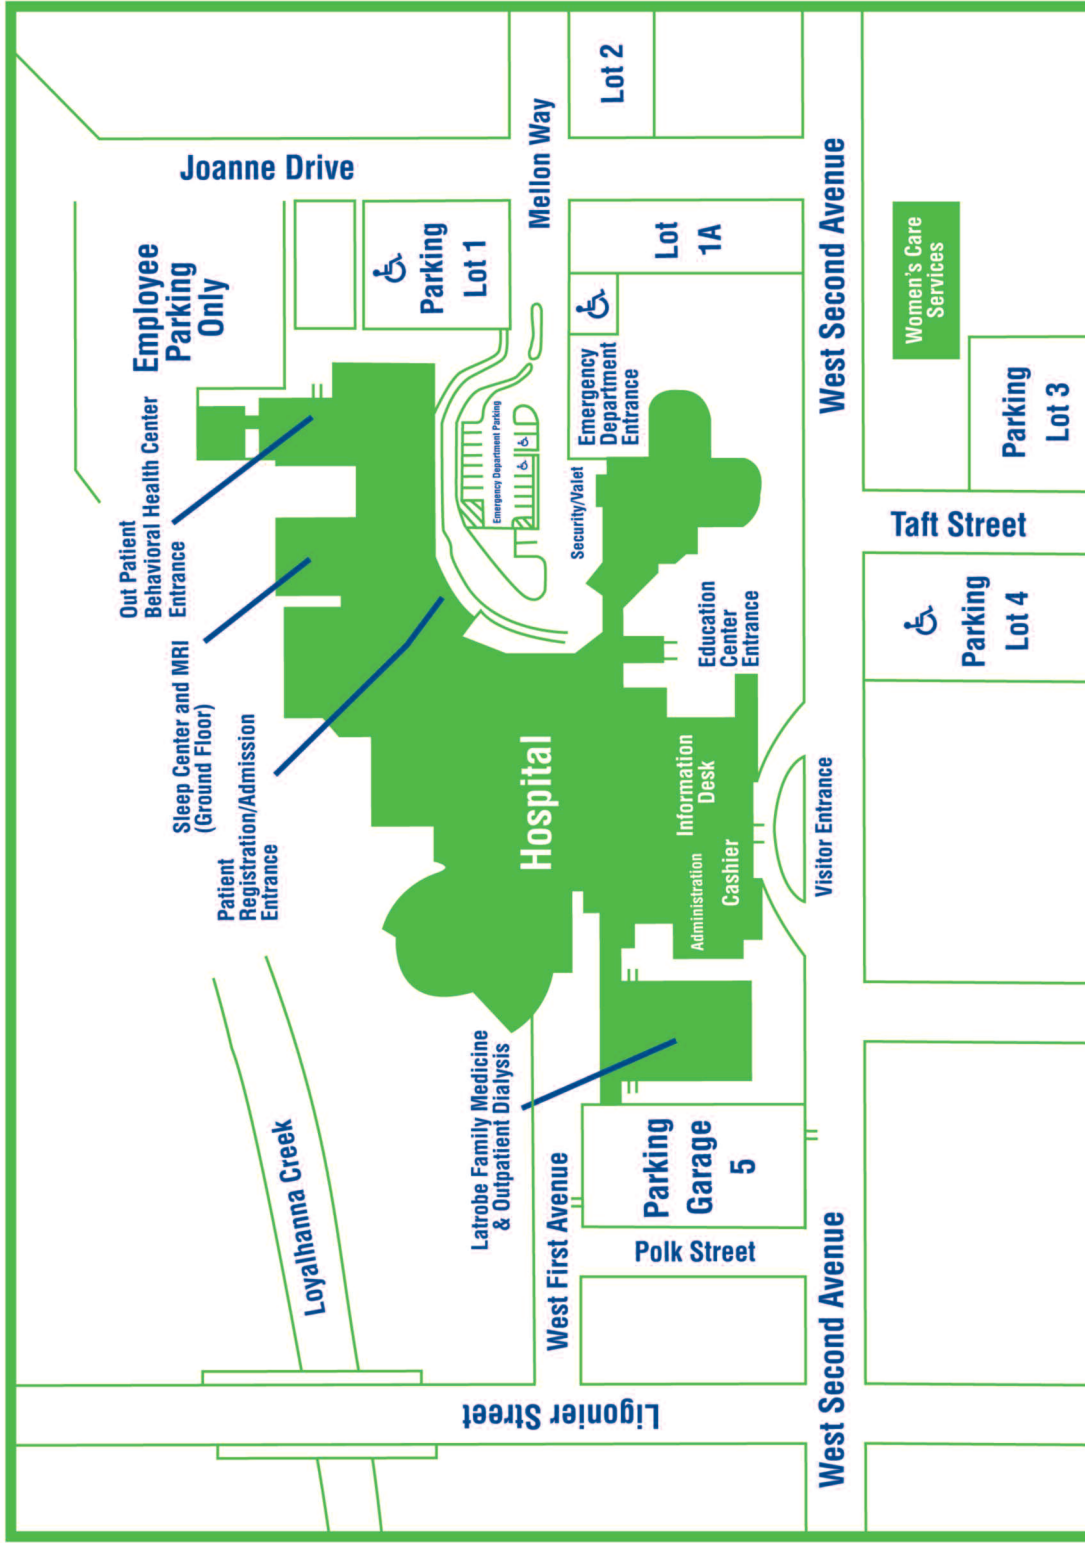 Joanne Drive
Employee
Parking
Only
Parking
Lot 1
Mellon Way
Lot 2
Lot
1A
West Second Avenue
Women's Care
Services
Parking
Lot 3
Out Patient
Behavioral Health Center
Entrance
Emergency Department Parking
Emergency
Department
Entrance
Security/Valet
Taft Street
Sleep Center and MRI
(Ground Floor)
Patient
Registration/Admission
Entrance
Education
Center
Entrance
Parking
Lot 4
Hospital
Information
Desk
Administration
Cashier
Visitor Entrance
Latrobe Family Medicine
& Outpatient Dialysis
Loyalhanna Creek
West First Avenue
Parking
Garage
5
Polk Street
Ligonier Street
West Second Avenue